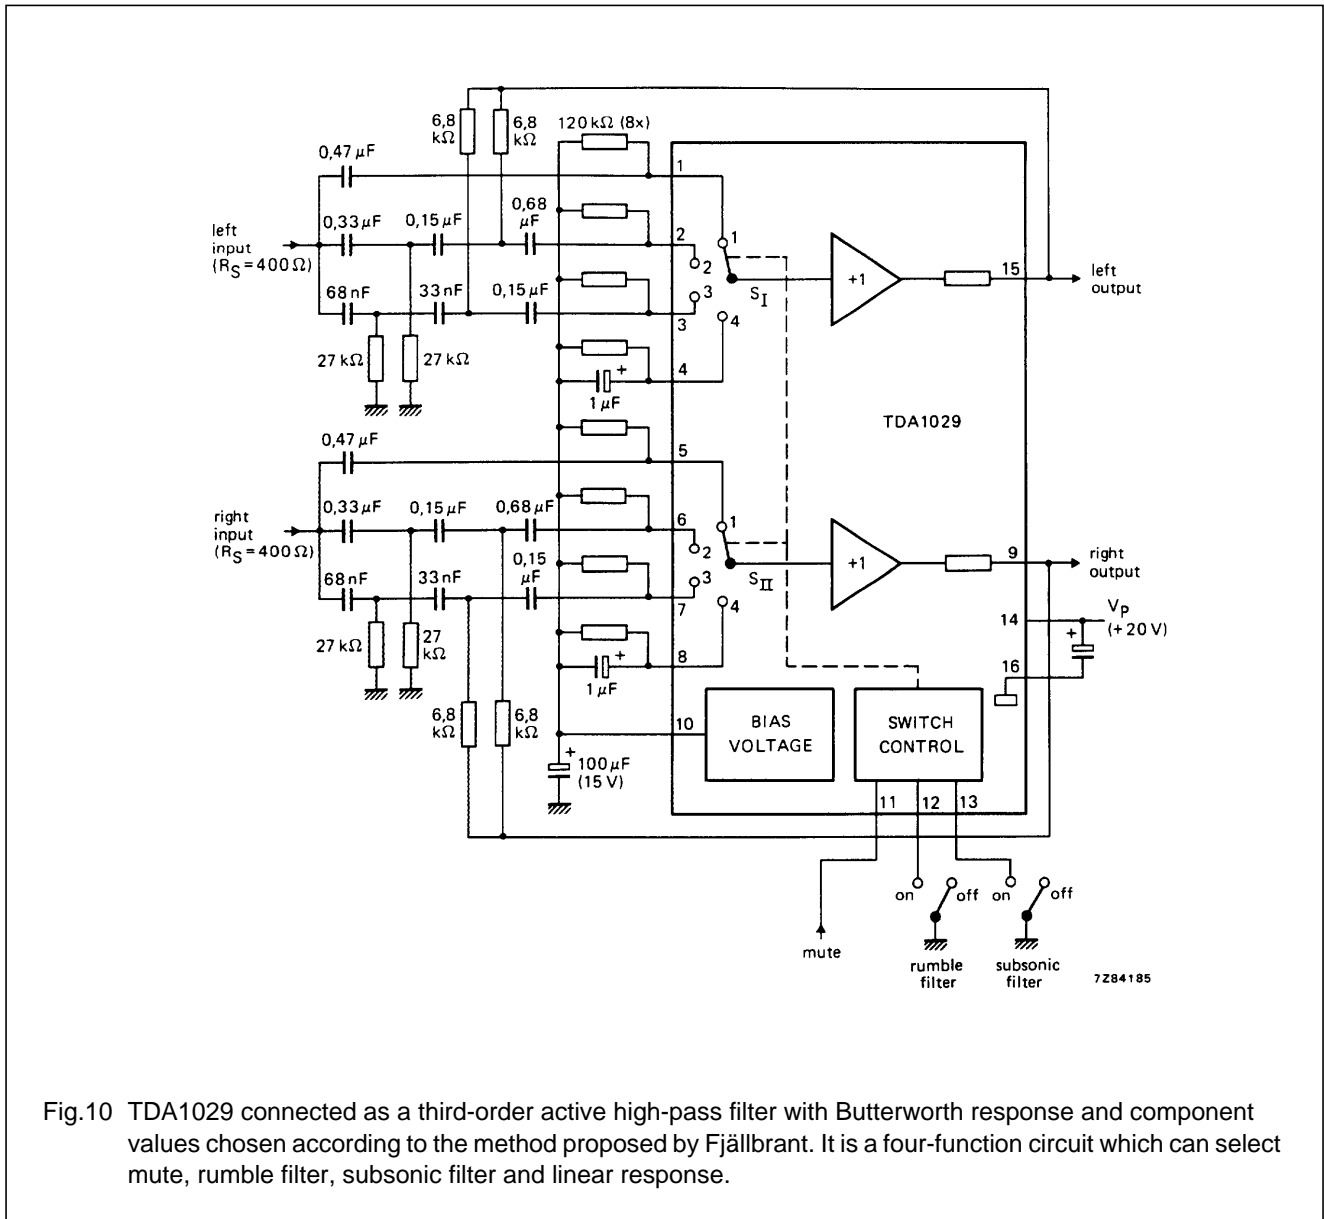 6,8
kΩ
6,8
kΩ
120 kΩ (8x)
0,47 μF
1
0,33 μF
0,15 μF
0,68
μF
2
left
input
(RS = 400 Ω)
1
2
3
4
SI
+1
15
left
output
68 nF
33 nF
0,15 μF
3
27 kΩ
27 kΩ
4
+
1 μF
TDA1029
0,47 μF
5
0,33 μF
0,15 μF
0,68 μF
6
right
input
(RS = 400 Ω)
1
2
3
4
SII
+1
9
right
output
68 nF
33 nF
0,15
μF
7
27 kΩ
27
kΩ
8
+
1 μF
14
VP
(+ 20 V)
+
16
6,8
kΩ
6,8
kΩ
10
BIAS
VOLTAGE
SWITCH
CONTROL
+
100 μF
(15 V)
11
12
13
on
off
on
off
mute
rumble
filter
subsonic
filter
7Z84185
Fig.10 TDA1029 connected as a third-order active high-pass filter with Butterworth response and component
values chosen according to the method proposed by Fjällbrant. It is a four-function circuit which can select
mute, rumble filter, subsonic filter and linear response.